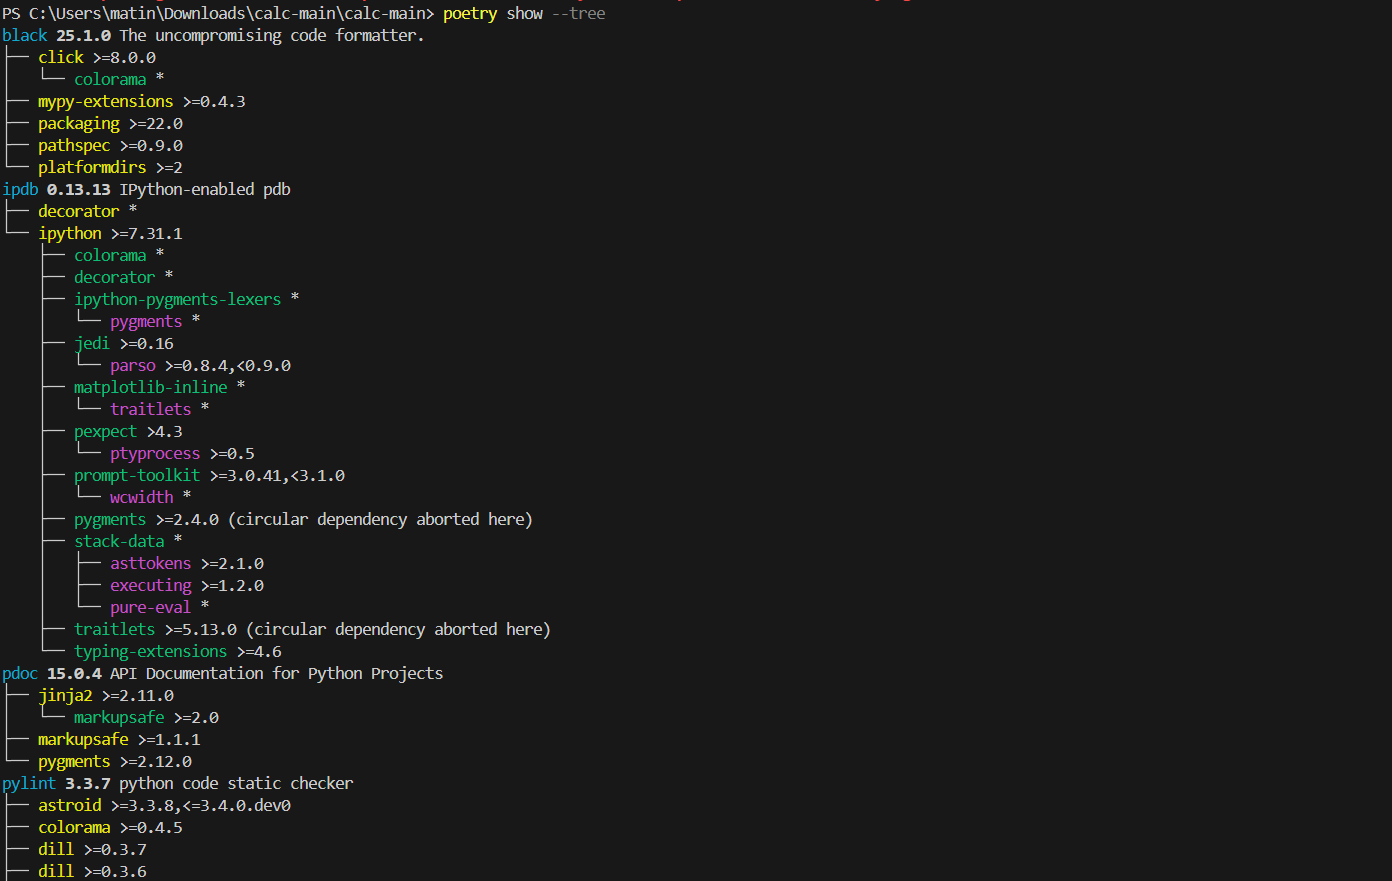 PS C:\Users\matin\Downloads\calc-main\calc-main> poetry show --tree
black 25.1.0 The uncompromising code formatter.
├── click >=8.0.0
│   └── colorama *
├── mypy-extensions >=0.4.3
├── packaging >=22.0
├── pathspec >=0.9.0
└── platformdirs >=2
ipdb 0.13.13 IPython-enabled pdb
├── decorator *
└── ipython >=7.31.1
    ├── colorama *
    ├── decorator *
    ├── ipython-pygments-lexers *
    │   └── pygments *
    ├── jedi >=0.16
    │   └── parso >=0.8.4,<0.9.0
    ├── matplotlib-inline *
    │   └── traitlets *
    ├── pexpect >4.3
    │   └── ptyprocess >=0.5
    ├── prompt-toolkit >=3.0.41,<3.1.0
    │   └── wcwidth *
    ├── pygments >=2.4.0 (circular dependency aborted here)
    ├── stack-data *
    │   ├── asttokens >=2.1.0
    │   ├── executing >=1.2.0
    │   └── pure-eval *
    ├── traitlets >=5.13.0 (circular dependency aborted here)
    └── typing-extensions >=4.6
pdoc 15.0.4 API Documentation for Python Projects
├── jinja2 >=2.11.0
│   └── markupsafe >=2.0
├── markupsafe >=1.1.1
└── pygments >=2.12.0
pylint 3.3.7 python code static checker
├── astroid >=3.3.8,<=3.4.0.dev0
├── colorama >=0.4.5
├── dill >=0.3.7
├── dill >=0.3.6